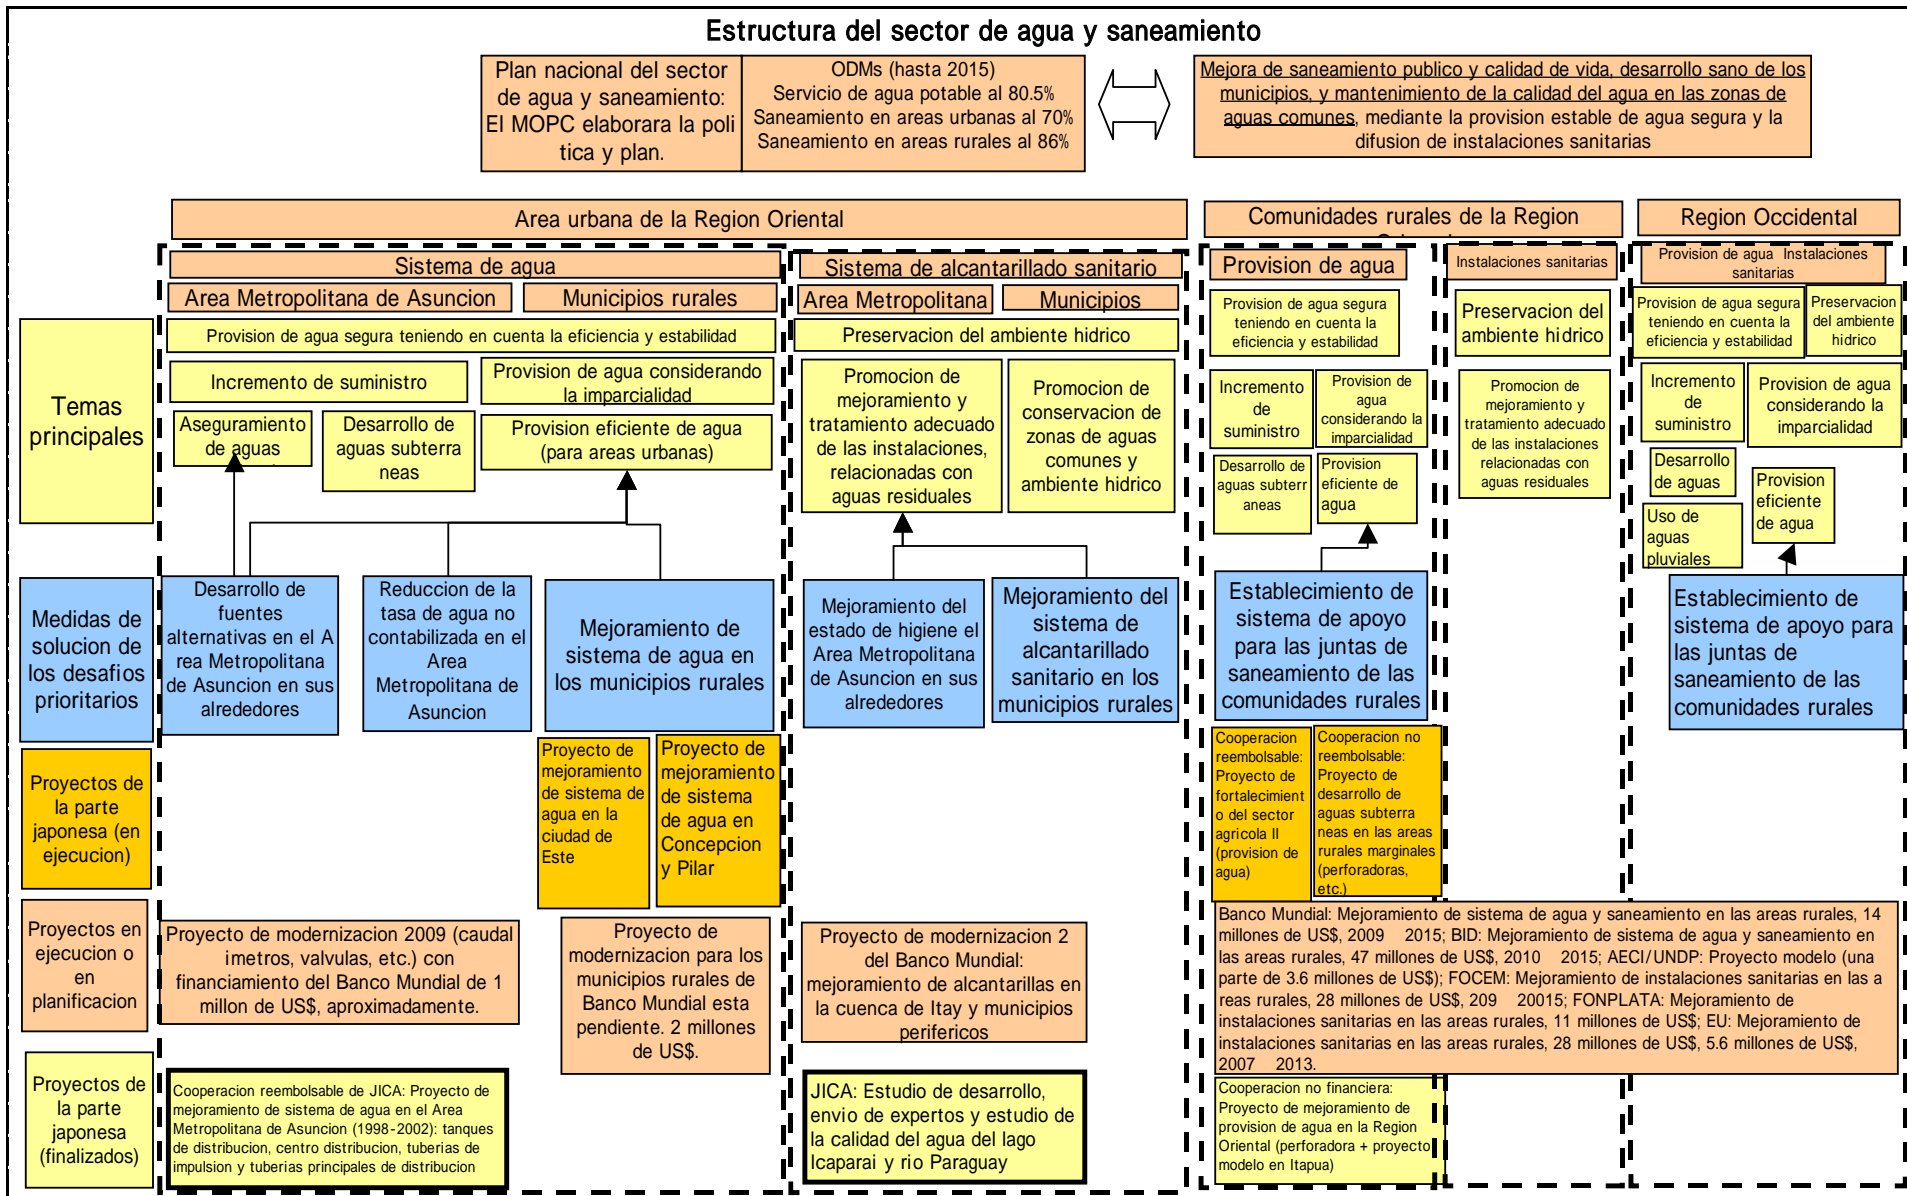 Estructura del sector de agua y saneamiento
Plan nacional del sector
de agua y saneamiento:
El MOPC elaborara la poli
tica y plan.
ODMs (hasta 2015)
Servicio de agua potable al 80.5%
Saneamiento en areas urbanas al 70%
Saneamiento en areas rurales al 86%
Mejora de saneamiento publico y calidad de vida, desarrollo sano de los
municipios, y mantenimiento de la calidad del agua en las zonas de
aguas comunes, mediante la provision estable de agua segura y la
difusion de instalaciones sanitarias
Area urbana de la Region Oriental
Comunidades rurales de la Region
Region Occidental
Sistema de agua
Sistema de alcantarillado sanitario
Provision de agua
Instalaciones sanitarias
Provision de agua Instalaciones
sanitarias
Area Metropolitana de Asuncion
Municipios rurales
Area Metropolitana
Municipios
Temas
principales
Provision de agua segura teniendo en cuenta la eficiencia y estabilidad
Preservacion del ambiente hidrico
Provision de agua segura
teniendo en cuenta la
eficiencia y estabilidad
Preservacion del
ambiente hidrico
Provision de agua segura
teniendo en cuenta la
eficiencia y estabilidad
Preservacion
del ambiente
hidrico
Incremento de suministro
Provision de agua considerando
la imparcialidad
Aseguramiento
de aguas
Desarrollo de
aguas subterra
neas
Provision eficiente de agua
(para areas urbanas)
Promocion de
mejoramiento y
tratamiento adecuado
de las instalaciones,
relacionadas con
aguas residuales
Promocion de
conservacion de
zonas de aguas
comunes y
ambiente hidrico
Incremento
de
suministro
Provision de
agua
considerando la
imparcialidad
Desarrollo de
aguas subterr
aneas
Provision
eficiente de
agua
Promocion de
mejoramiento y
tratamiento adecuado
de las instalaciones
relacionadas con
aguas residuales
Incremento
de
suministro
Provision de agua
considerando la
imparcialidad
Desarrollo
de aguas
Uso de
aguas
pluviales
Provision
eficiente
de agua
Medidas de
solucion de
los desafios
prioritarios
Desarrollo de
fuentes
alternativas en el A
rea Metropolitana
de Asuncion en sus
alrededores
Reduccion de la
tasa de agua no
contabilizada en el
Area
Metropolitana de
Asuncion
Mejoramiento de
sistema de agua en
los municipios rurales
Mejoramiento del
estado de higiene el
Area Metropolitana
de Asuncion en sus
alrededores
Mejoramiento del
sistema de
alcantarillado
sanitario en los
municipios rurales
Establecimiento de
sistema de apoyo
para las juntas de
saneamiento de las
comunidades rurales
Establecimiento de
sistema de apoyo para
las juntas de
saneamiento de las
comunidades rurales
Proyectos de
la parte
japonesa (en
ejecucion)
Proyecto de
mejoramiento
de sistema de
agua en la
ciudad de
Este
Proyecto de
mejoramiento
de sistema
de agua en
Concepcion
y Pilar
Cooperacion
reembolsable:
Proyecto de
fortalecimient
o del sector
agricola II
(provision de
agua)
Cooperacion no
reembolsable:
Proyecto de
desarrollo de
aguas subterra
neas en las areas
rurales marginales
(perforadoras,
etc.)
Proyectos en
ejecucion o
en
planificacion
Proyecto de modernizacion 2009 (caudal
imetros, valvulas, etc.) con
financiamiento del Banco Mundial de 1
millon de US$, aproximadamente.
Proyecto de
modernizacion para los
municipios rurales de
Banco Mundial esta
pendiente. 2 millones
de US$.
Proyecto de modernizacion 2
del Banco Mundial:
mejoramiento de alcantarillas en
la cuenca de Itay y municipios
perifericos
Banco Mundial: Mejoramiento de sistema de agua y saneamiento en las areas rurales, 14
millones de US$, 2009 2015; BID: Mejoramiento de sistema de agua y saneamiento en
las areas rurales, 47 millones de US$, 2010 2015; AECI/UNDP: Proyecto modelo (una
parte de 3.6 millones de US$); FOCEM: Mejoramiento de instalaciones sanitarias en las a
reas rurales, 28 millones de US$, 209 20015; FONPLATA: Mejoramiento de
instalaciones sanitarias en las areas rurales, 11 millones de US$; EU: Mejoramiento de
instalaciones sanitarias en las areas rurales, 28 millones de US$, 5.6 millones de US$,
2007 2013.
Proyectos de
la parte
japonesa
(finalizados)
Cooperacion reembolsable de JICA: Proyecto de
mejoramiento de sistema de agua en el Area
Metropolitana de Asuncion (1998-2002): tanques
de distribucion, centro distribucion, tuberias de
impulsion y tuberias principales de distribucion
JICA: Estudio de desarrollo,
envio de expertos y estudio de
la calidad del agua del lago
Icaparai y rio Paraguay
Cooperacion no financiera:
Proyecto de mejoramiento de
provision de agua en la Region
Oriental (perforadora + proyecto
modelo en Itapua)